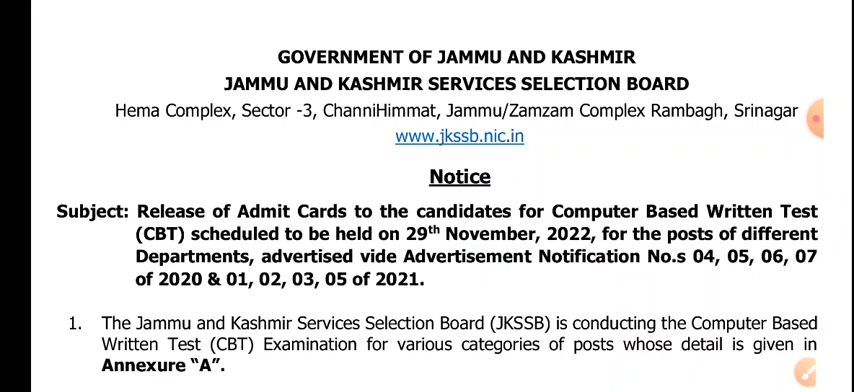 GOVERNMENT OF JAMMU AND KASHMIR
JAMMU AND KASHMIR SERVICES SELECTION BOARD
Hema Complex, Sector -3, ChanniHimmat, Jammu/Zamzam Complex Rambagh, Srinagar
www.jkssb.nic.in
Notice
Subject: Release of Admit Cards to the candidates for Computer Based Written Test
(CBT) scheduled to be held on 29th November, 2022, for the posts of different
Departments, advertised vide Advertisement Notification No.s 04, 05, 06, 07
of 2020 & 01, 02, 03, 05 of 2021.
1. The Jammu and Kashmir Services Selection Board (JKSSB) is conducting the Computer Based
Written Test (CBT) Examination for various categories of posts whose detail is given in
Annexure “A”.